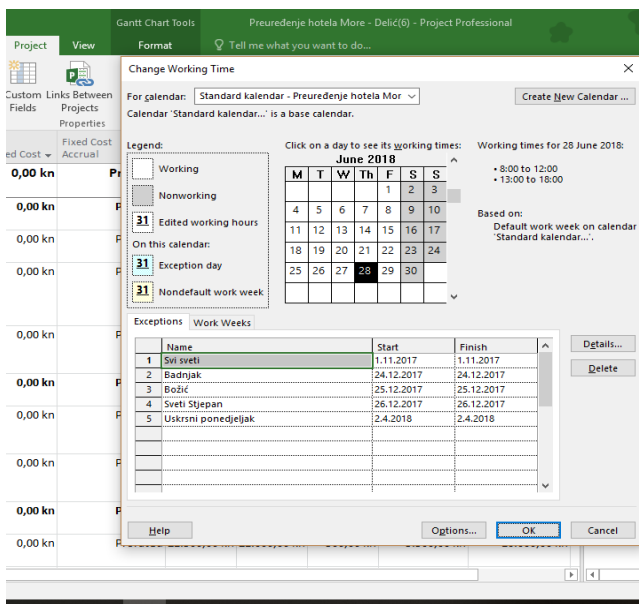 Gantt Chart Tools
Preuređenje hotela More - Delić(6) - Project Professional
Project View Format Tell me what you want to do...
Custom Links Between
Fields Projects
Properties
ed Cost Fixed Cost
Accrual
0,00 kn
0,00 kn
0,00 kn
0,00 kn
0,00 kn
0,00 kn
0,00 kn
0,00 kn
0,00 kn
0,00 kn
Change Working Time
For calendar: Standard kalendar - Preuređenje hotela Mor
Create New Calendar ...
Calendar 'Standard kalendar...' is a base calendar.
Legend:
Working
Nonworking
31 Edited working hours
On this calendar:
31 Exception day
31 Nondefault work week
Click on a day to see its working times:
June 2018
M T W Th F S S
1 2 3
4 5 6 7 8 9 10
11 12 13 14 15 16 17
18 19 20 21 22 23 24
25 26 27 28 29 30
Working times for 28 June 2018:
• 8:00 to 12:00
• 13:00 to 18:00
Based on:
Default work week on calendar
'Standard kalendar...'.
Exceptions Work Weeks
Name Start Finish
1 Svi sveti 1.11.2017 1.11.2017
2 Badnjak 24.12.2017 24.12.2017
3 Božić 25.12.2017 25.12.2017
4 Sveti Stjepan 26.12.2017 26.12.2017
5 Uskrsni ponedjeljak 2.4.2018 2.4.2018
Details...
Delete
Help
Options...
OK
Cancel